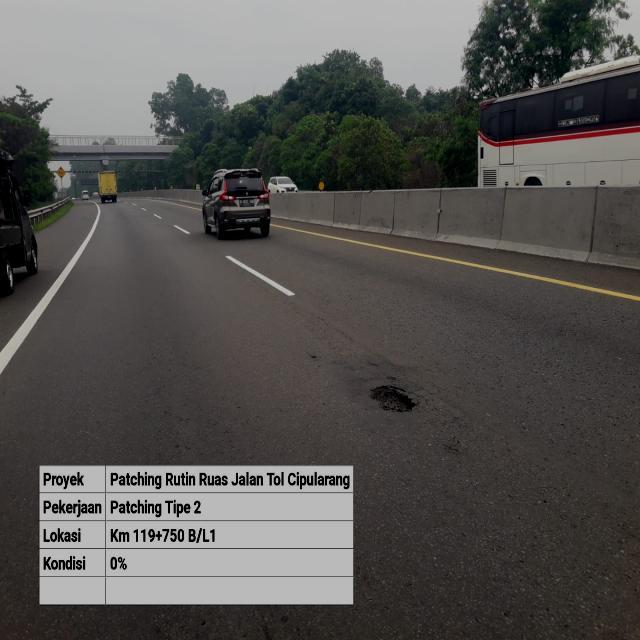 Proyek Patching Rutin Ruas Jalan Tol Cipularang
Pekerjaan Patching Tipe 2
Lokasi Km 119+750 B/L1
Kondisi 0%